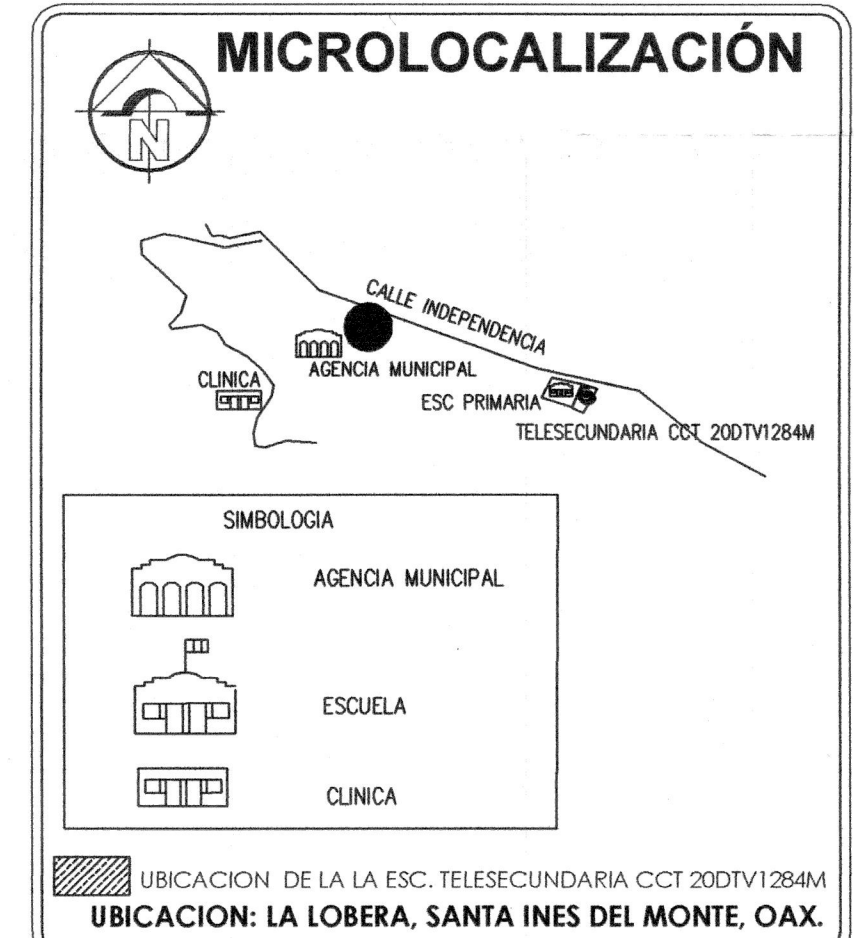 MICROLOCALIZACIÓN
N
CALLE INDEPENDENCIA
AGENCIA MUNICIPAL
CLINICA
ESC PRIMARIA
TELESECUNDARIA CCT 20DTV1284M
SIMBOLOGIA
AGENCIA MUNICIPAL
ESCUELA
CLINICA
UBICACION DE LA LA ESC. TELESECUNDARIA CCT 20DTV1284M
UBICACION: LA LOBERA, SANTA INES DEL MONTE, OAX.